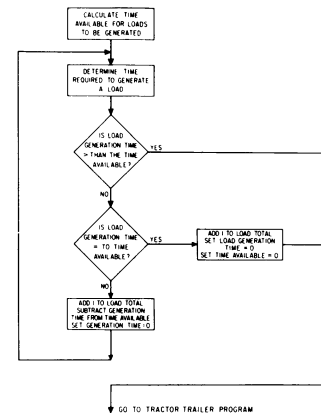 CALCULATE TIME
AVAILABLE FOR LOADS
TO BE GENERATED
DETERMINE TIME
REQUIRED TO GENERATE
A LOAD
IS LOAD
GENERATION TIME
> THAN THE TIME
AVAILABLE?
YES
NO
IS LOAD
GENERATION TIME
= TO TIME
AVAILABLE?
YES
ADD 1 TO LOAD TOTAL
SET LOAD GENERATION
TIME = 0
SET TIME AVAILABLE = 0
NO
ADD 1 TO LOAD TOTAL
SUBTRACT GENERATION
TIME FROM TIME AVAILABLE
SET GENERATION TIME = 0
GO TO TRACTOR TRAILER PROGRAM